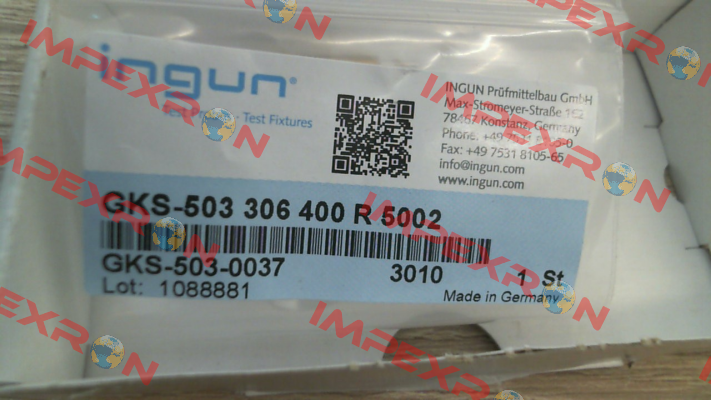 IMPEXRON
ingun®
Test Fixtures
INGUN Prüfmittelbau GmbH
Max-Stromeyer-Straße
78467 Konstanz, Germany
Phone:
Fax: +49 7531 8105-65
info@ingun.com
www.ingun.com
GKS-503 306 400 R 5002
GKS-503-0037 3010 1 St
Lot: 1088881 Made in Germany